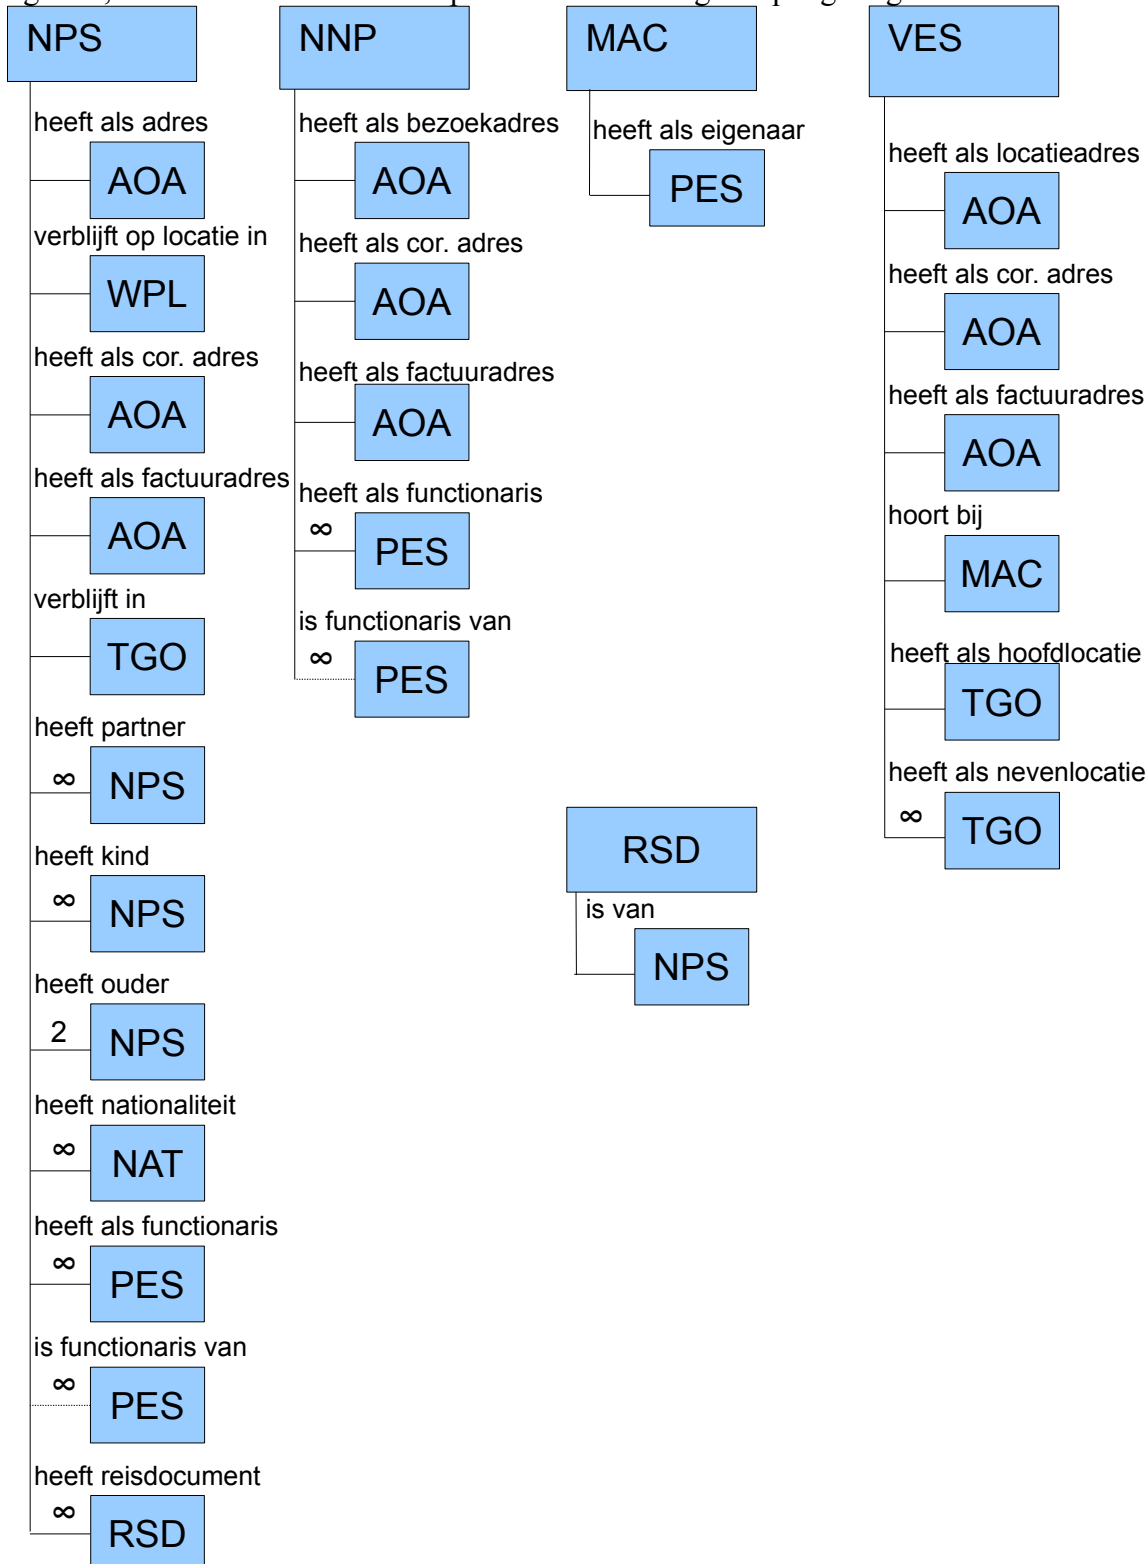 NPS
heeft als adres
AOA
verblijft op locatie in
WPL
heeft als cor. adres
AOA
heeft als factuuradres
AOA
verblijft in
TGO
heeft partner
∞
NPS
heeft kind
∞
NPS
heeft ouder
2
NPS
heeft nationaliteit
∞
NAT
heeft als functionaris
∞
PES
is functionaris van
∞
PES
heeft reisdocument
∞
RSD
NNP
heeft als bezoekadres
AOA
heeft als cor. adres
AOA
heeft als factuuradres
AOA
heeft als functionaris
∞
PES
is functionaris van
∞
PES
MAC
heeft als eigenaar
PES
RSD
is van
NPS
VES
heeft als locatieadres
AOA
heeft als cor. adres
AOA
heeft als factuuradres
AOA
hoort bij
MAC
heeft als hoofdlocatie
TGO
heeft als nevenlocatie
∞
TGO